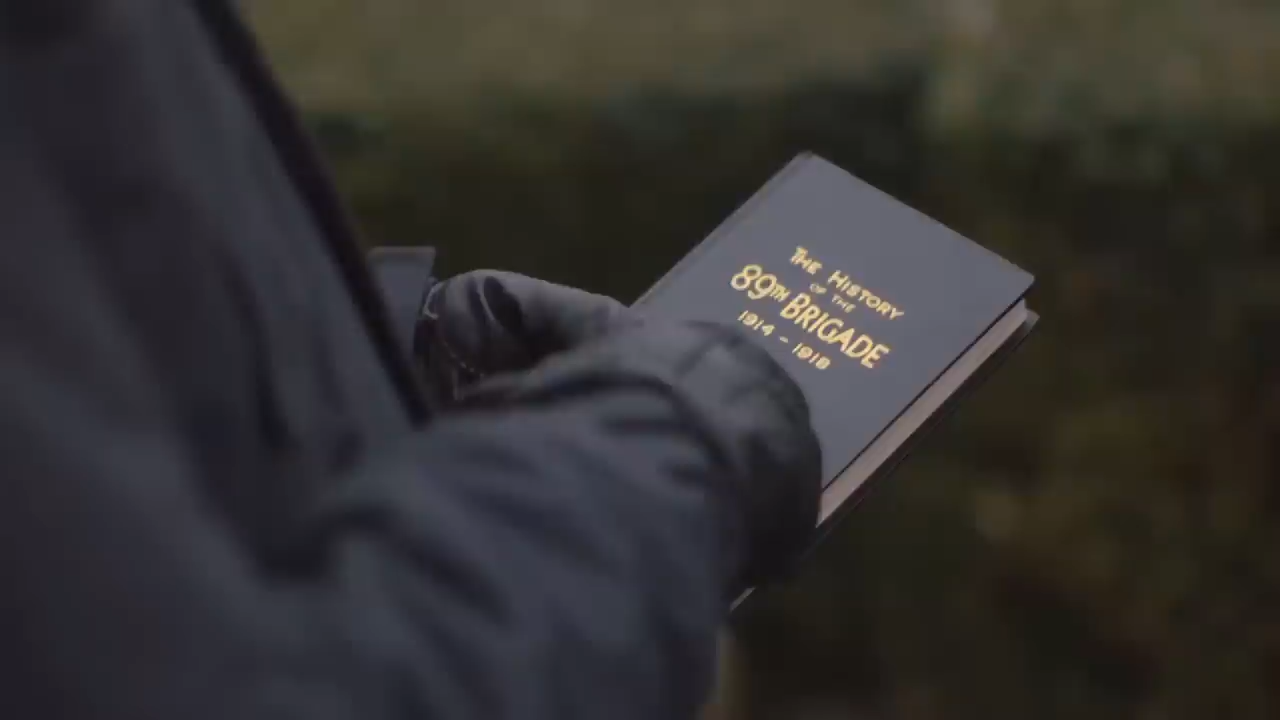 THE HISTORY
OF THE
89TH BRIGADE
1914 - 1918